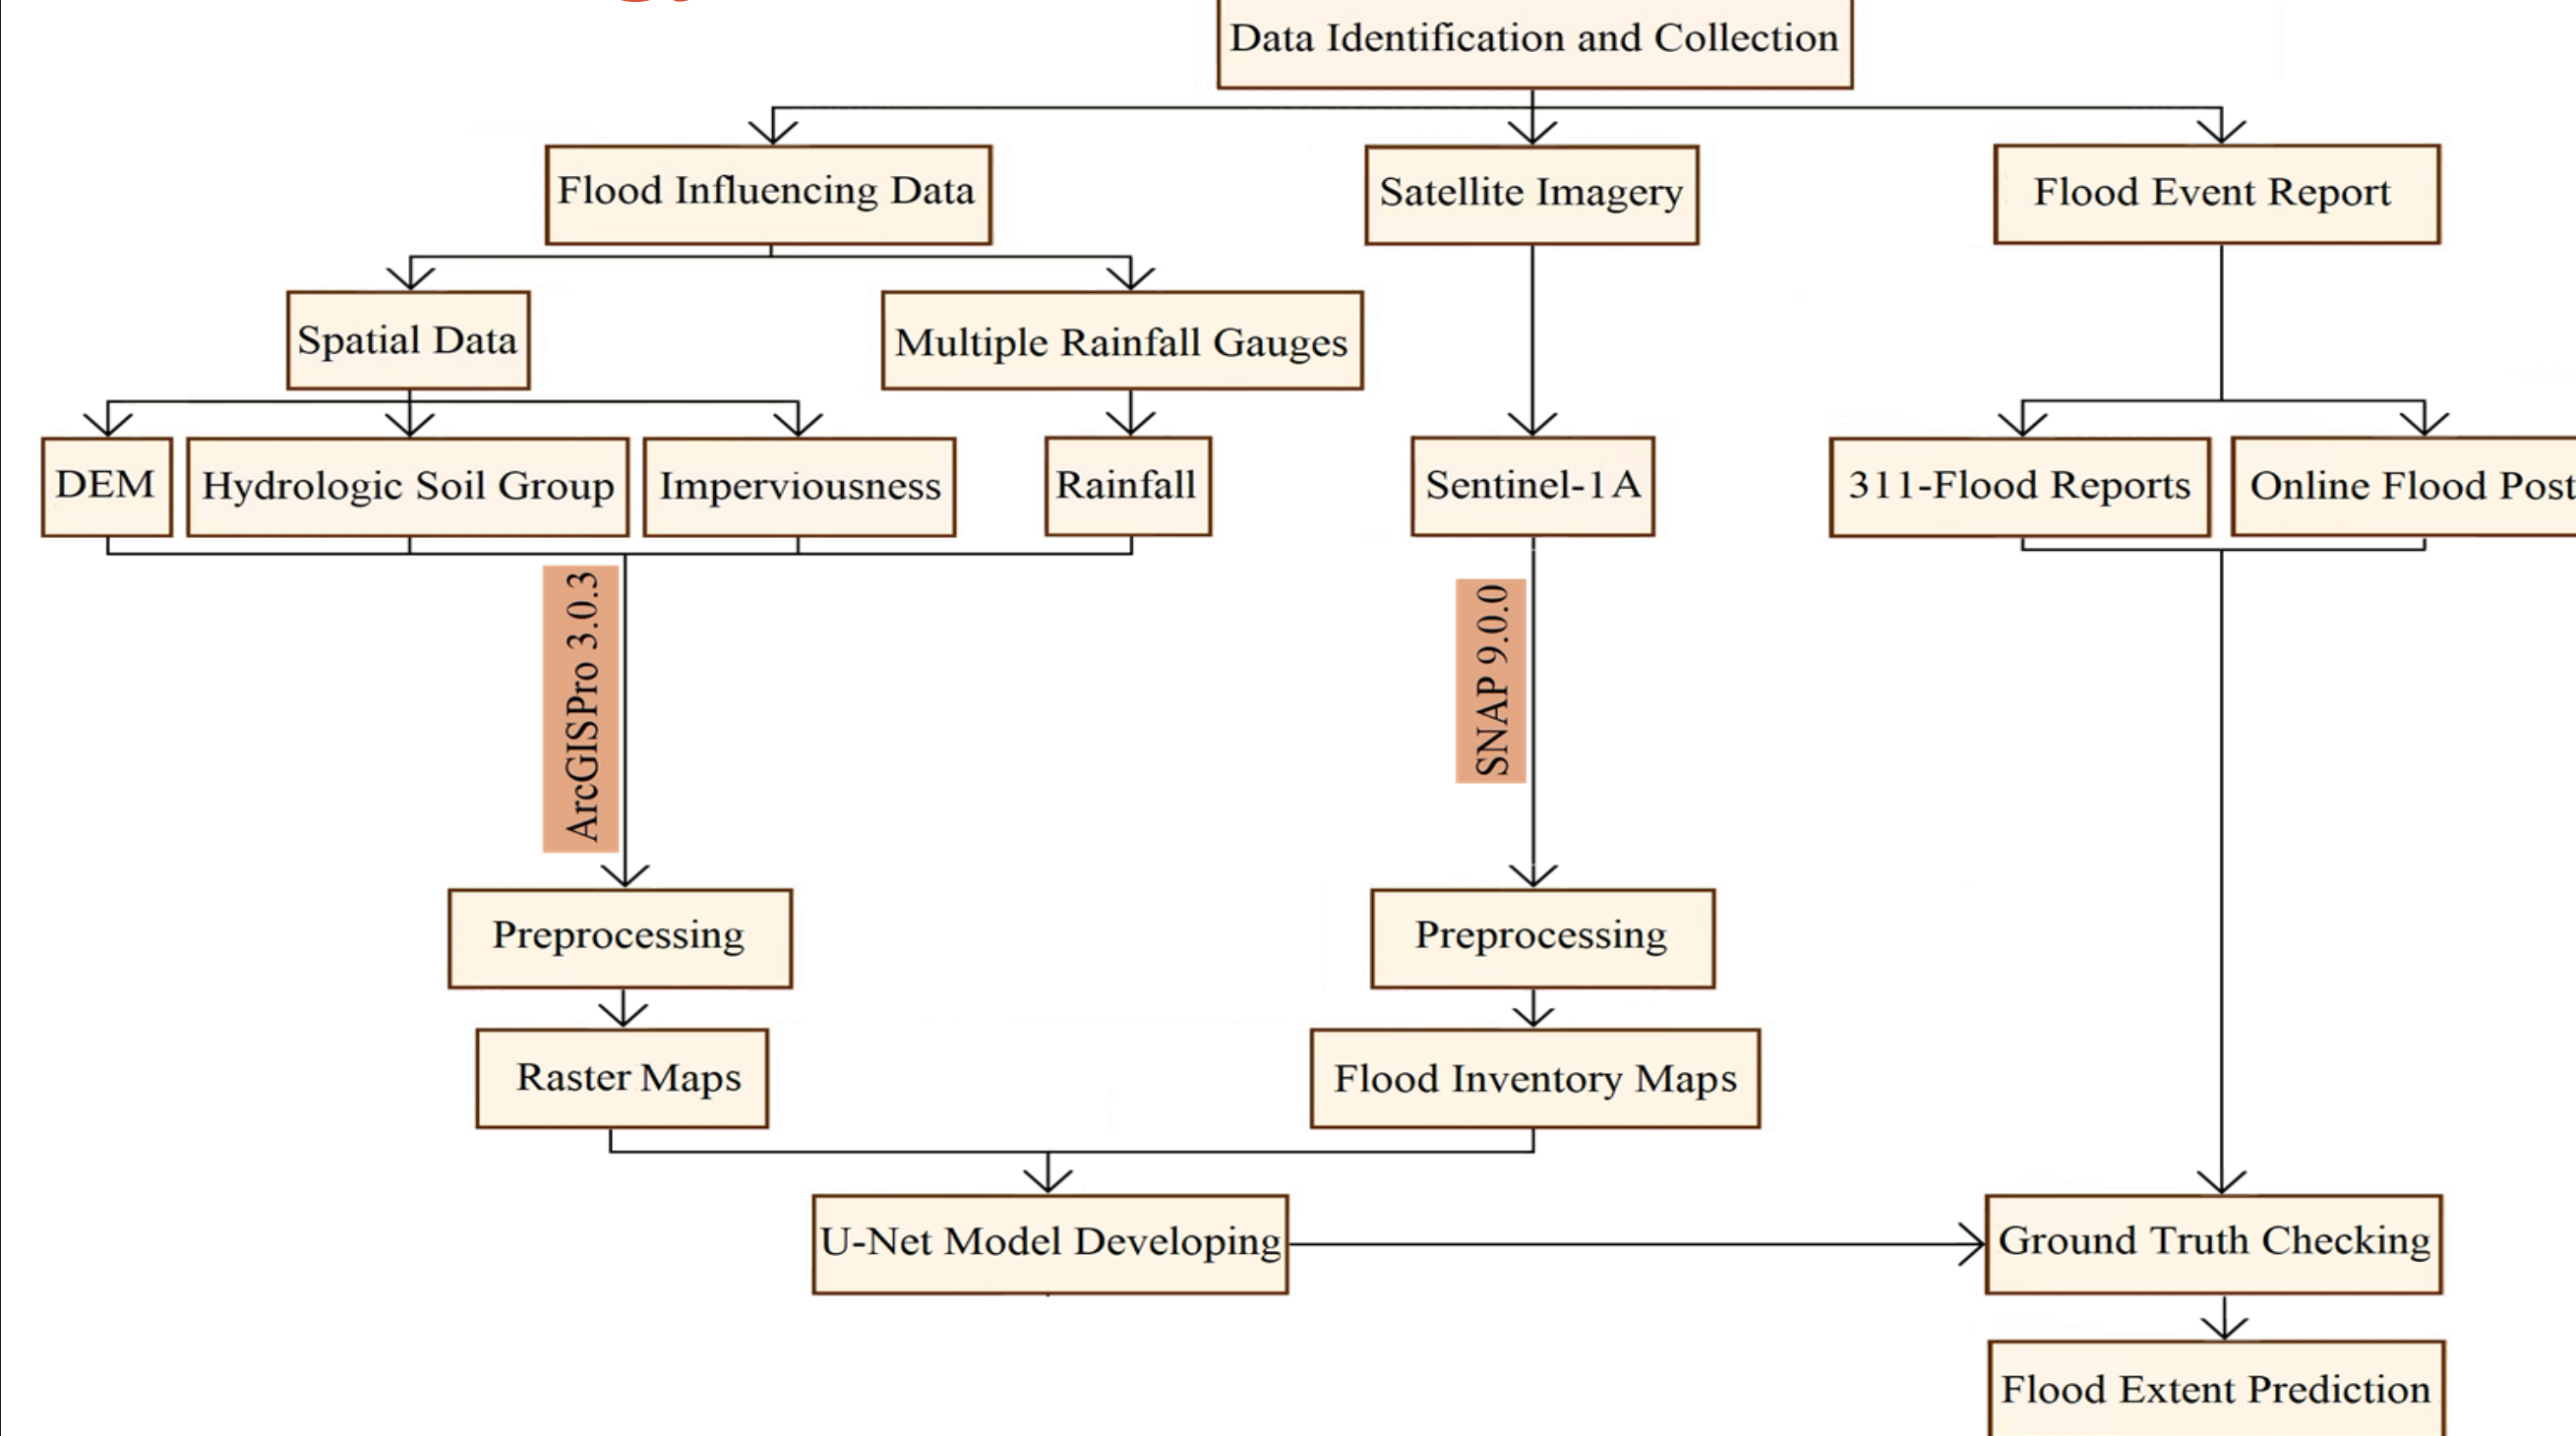 Data Identification and Collection
Flood Influencing Data
Satellite Imagery
Flood Event Report
Spatial Data
Multiple Rainfall Gauges
DEM
Hydrologic Soil Group
Imperviousness
Rainfall
Sentinel-1A
311-Flood Reports
Online Flood Post
ArcGISPro 3.0.3
SNAP 9.0.0
Preprocessing
Preprocessing
Raster Maps
Flood Inventory Maps
U-Net Model Developing
Ground Truth Checking
Flood Extent Prediction